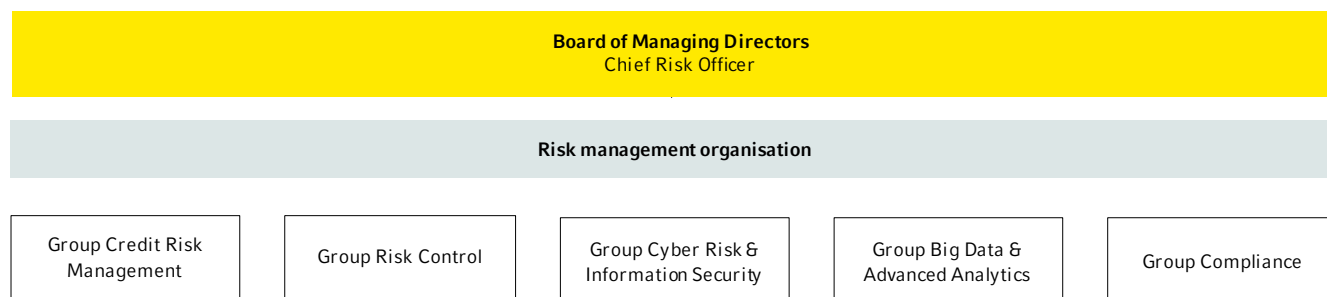 Board of Managing Directors
Chief Risk Officer
Risk management organisation
Group Credit Risk
Management
Group Risk Control
Group Cyber Risk &
Information Security
Group Big Data &
Advanced Analytics
Group Compliance